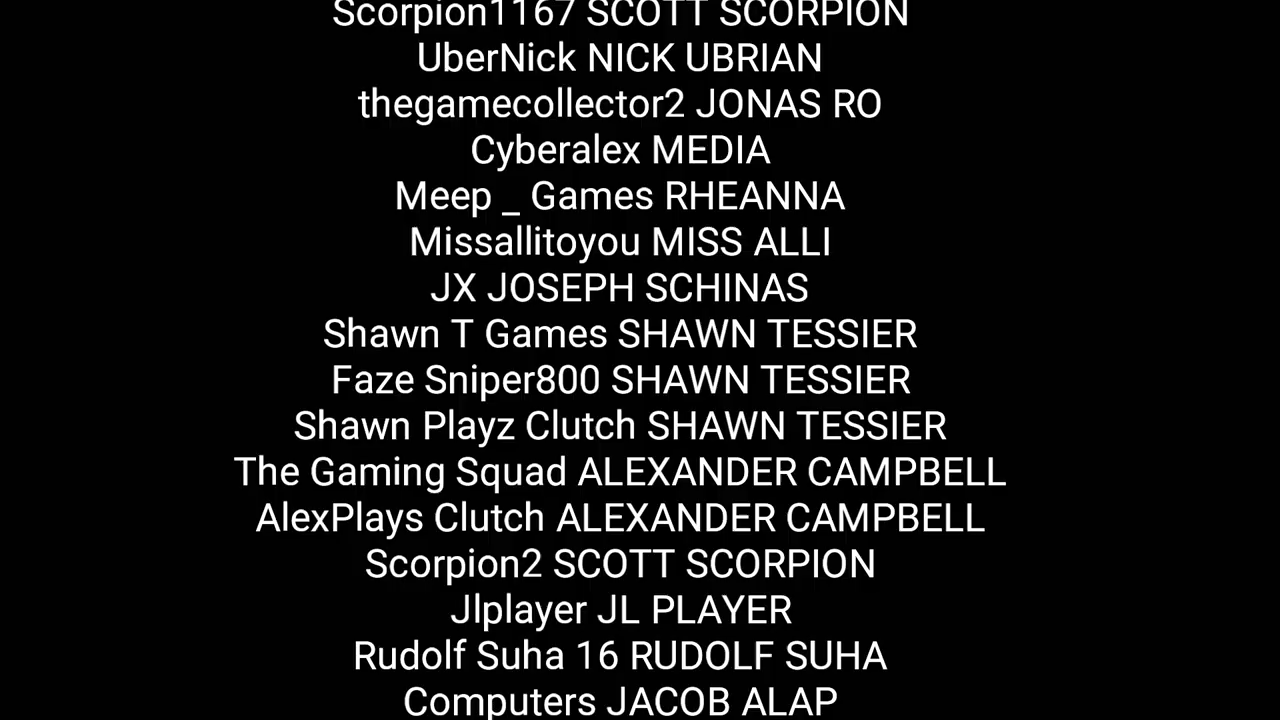 Scorpion1167 SCOTT SCORPION
UberNick NICK UBRIAN
thegamecollector2 JONAS RO
Cyberalex MEDIA
Meep _ Games RHEANNA
Missallitoyou MISS ALLI
JX JOSEPH SCHINAS
Shawn T Games SHAWN TESSIER
Faze Sniper800 SHAWN TESSIER
Shawn Playz Clutch SHAWN TESSIER
The Gaming Squad ALEXANDER CAMPBELL
AlexPlays Clutch ALEXANDER CAMPBELL
Scorpion2 SCOTT SCORPION
Jlplayer JL PLAYER
Rudolf Suha 16 RUDOLF SUHA
Computers JACOB ALAP